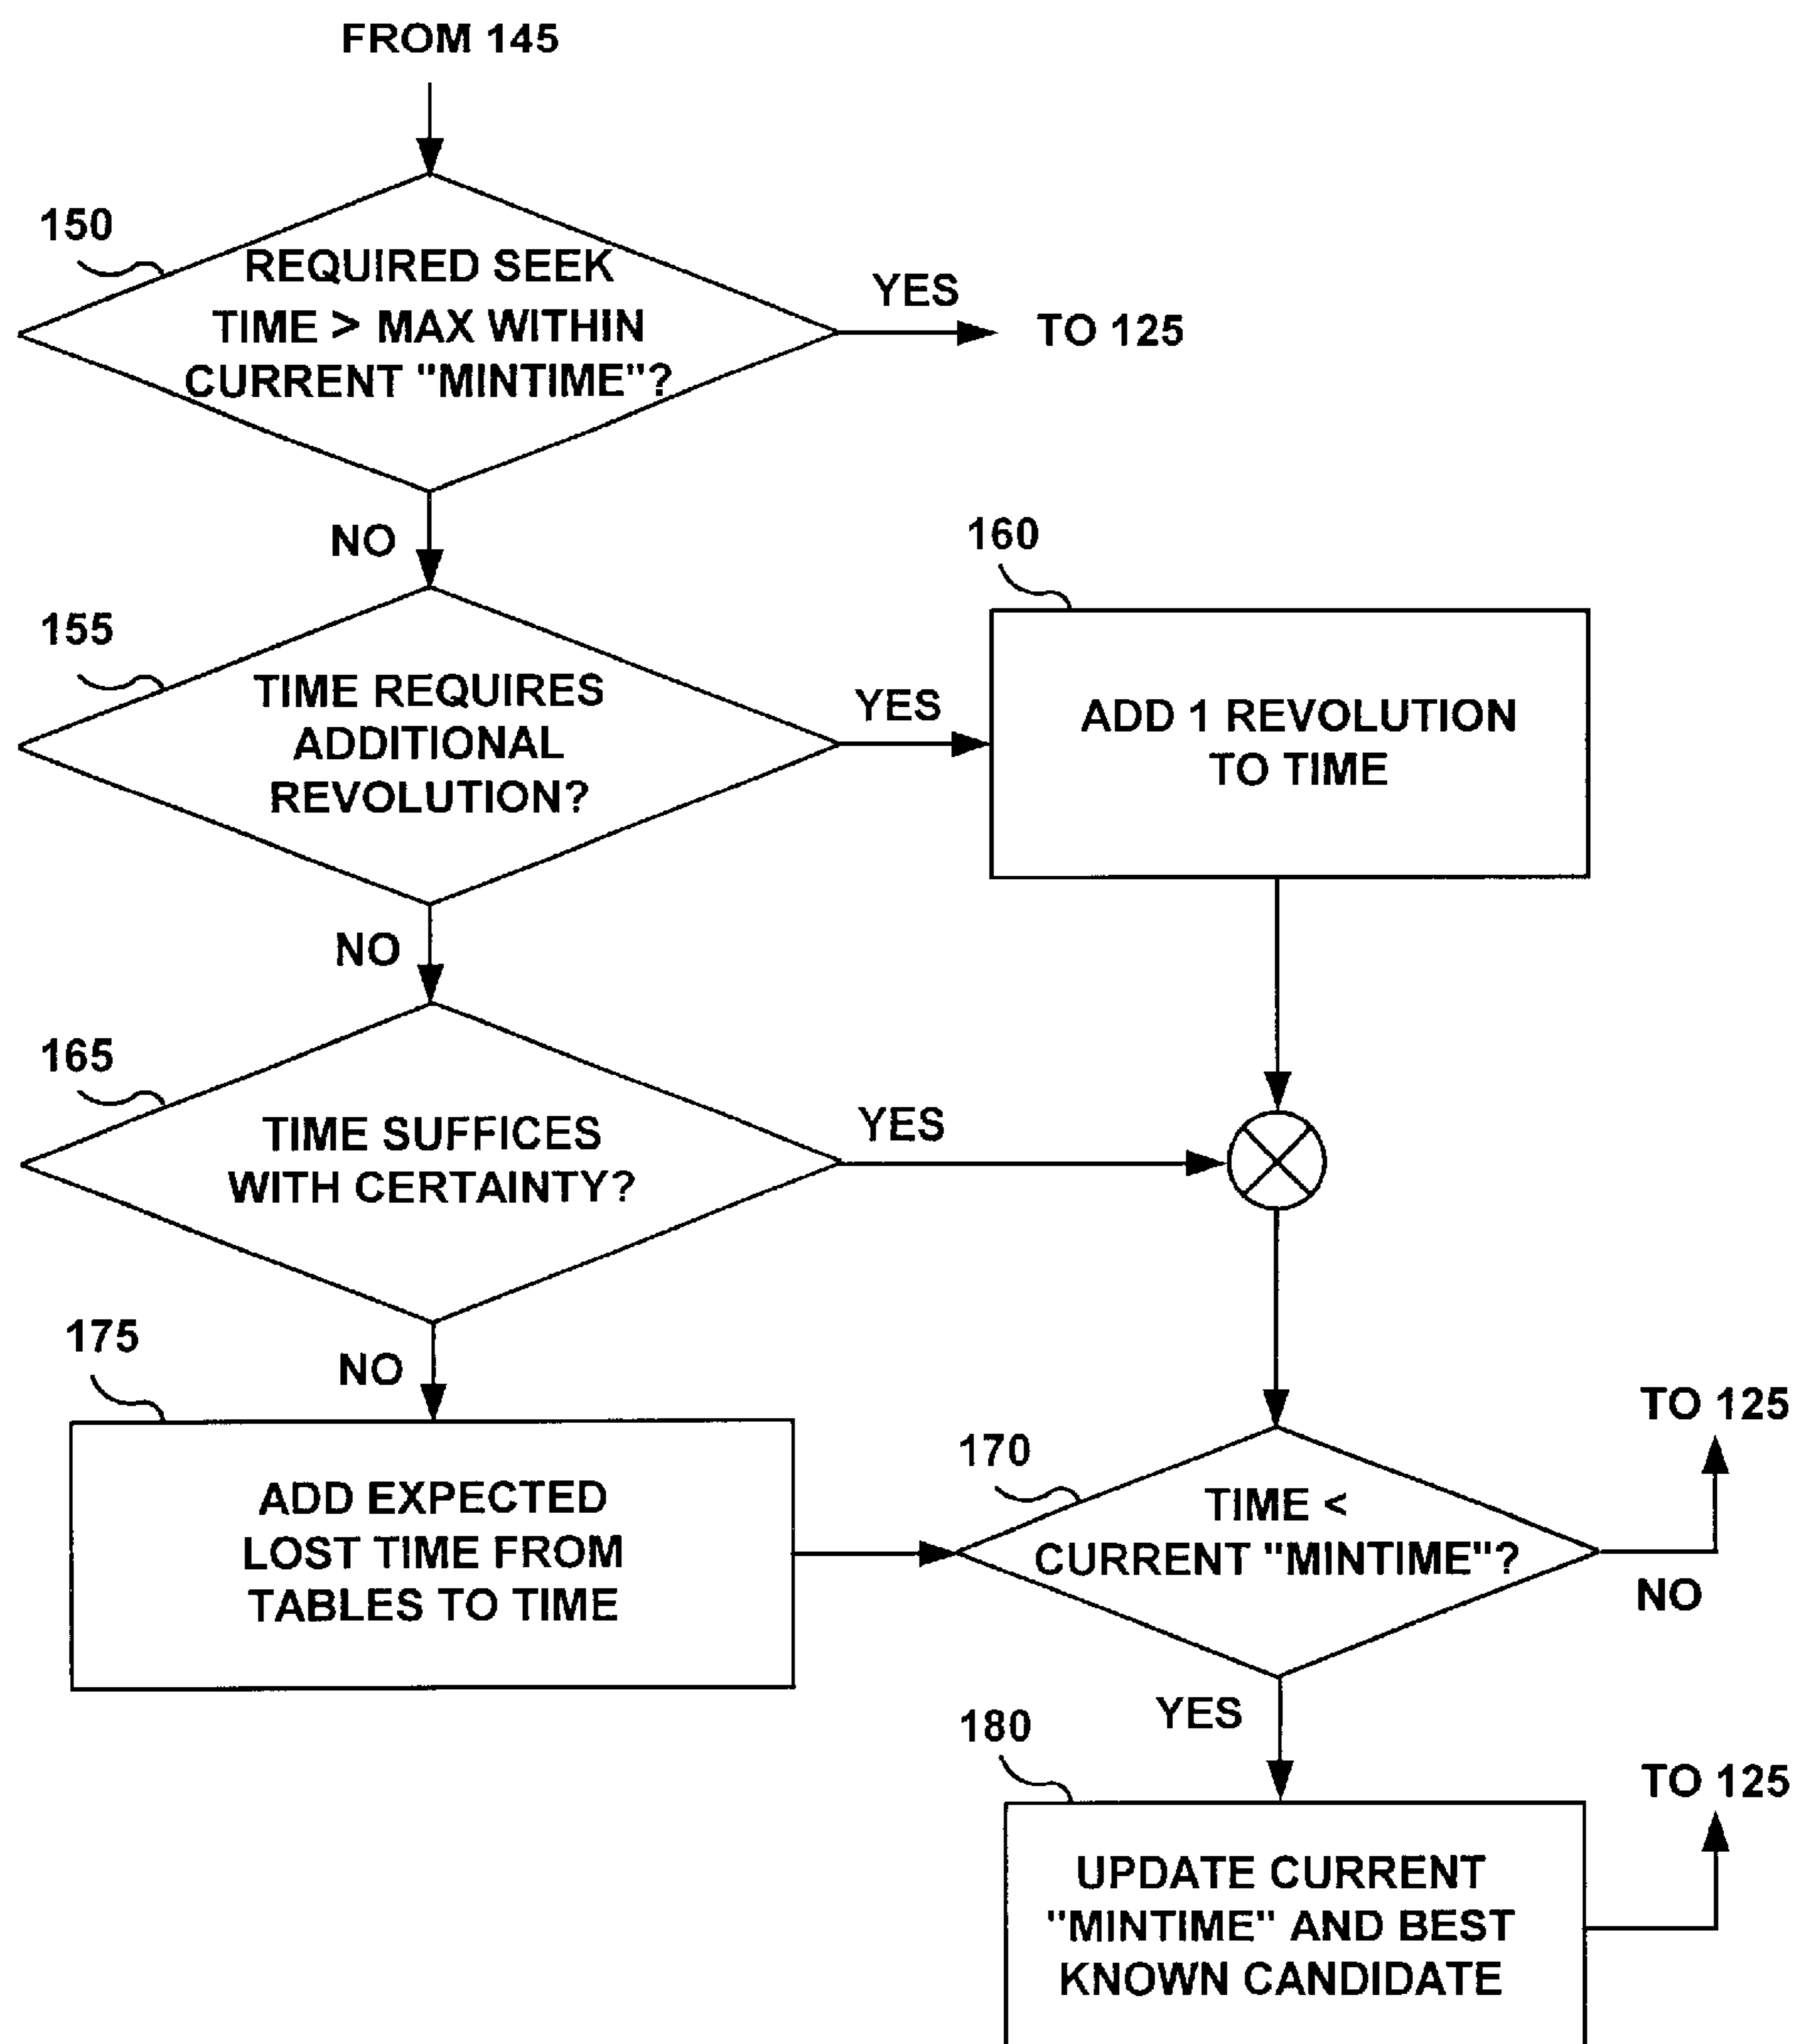 FROM 145
150
REQUIRED SEEK
TIME > MAX WITHIN
CURRENT "MINTIME"?
YES
TO 125
NO
155
TIME REQUIRES
ADDITIONAL
REVOLUTION?
YES
160
ADD 1 REVOLUTION
TO TIME
NO
165
TIME SUFFICES
WITH CERTAINTY?
YES
NO
175
ADD EXPECTED
LOST TIME FROM
TABLES TO TIME
170
TIME <
CURRENT "MINTIME"?
TO 125
NO
YES
180
UPDATE CURRENT
"MINTIME" AND BEST
KNOWN CANDIDATE
TO 125